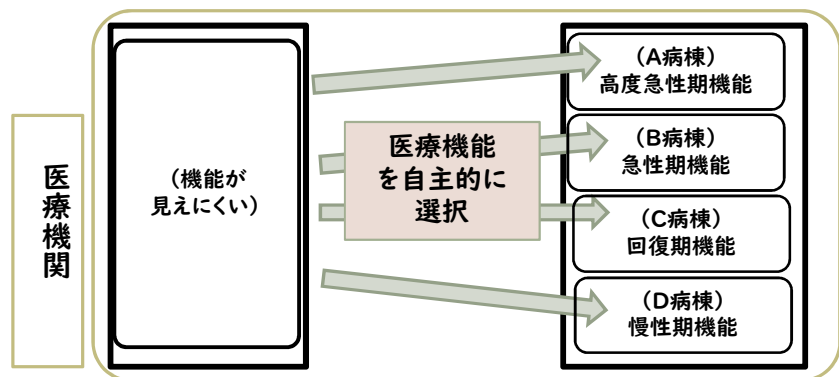 医療機関
(機能が
見えにくい)
医療機能
を自主的に
選択
(A病棟)
高度急性期機能
(B病棟)
急性期機能
(C病棟)
回復期機能
(D病棟)
慢性期機能